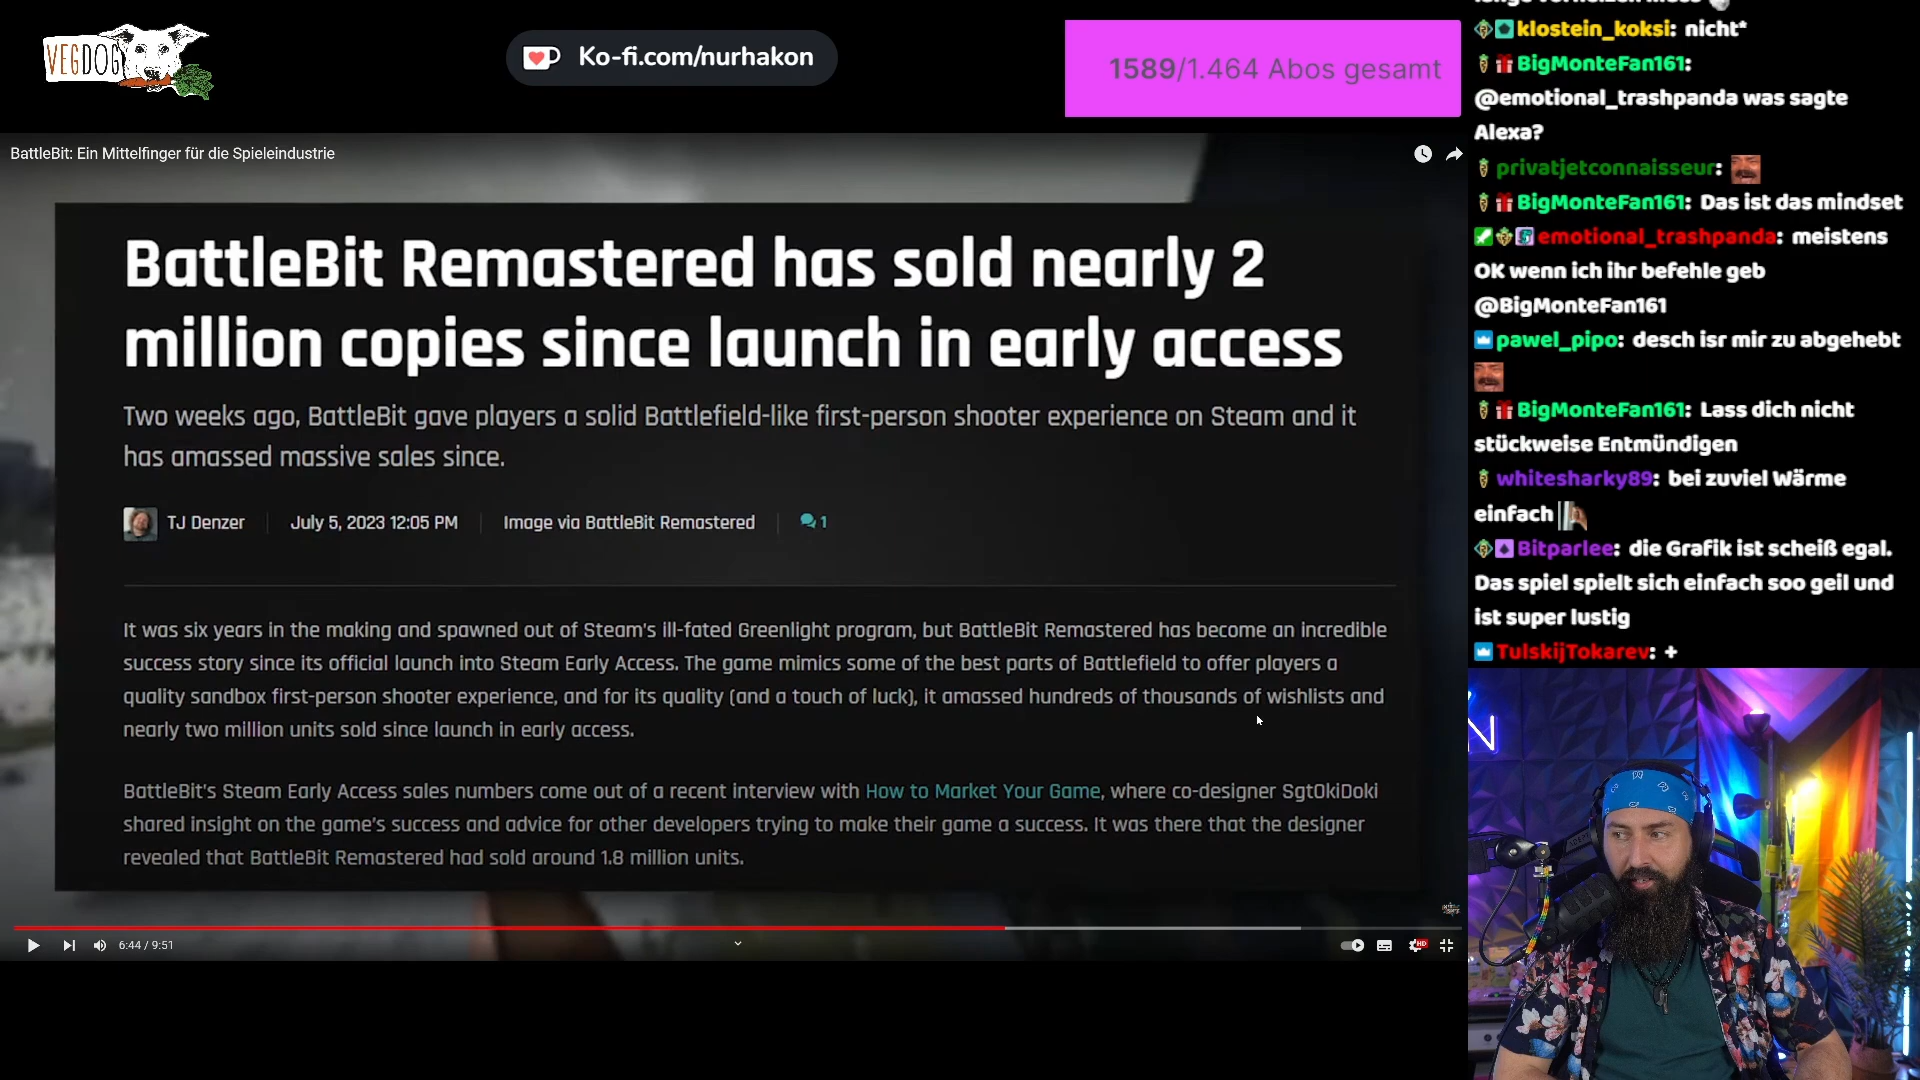 VEGDOG
Ko-fi.com/nurhakon
1589/1.464 Abos gesamt
BattleBit: Ein Mittelfinger für die Spieleindustrie
BattleBit Remastered has sold nearly 2
million copies since launch in early access
Two weeks ago, BattleBit gave players a solid Battlefield-like first-person shooter experience on Steam and it
has amassed massive sales since.
TJ Denzer
July 5, 2023 12:05 PM
Image via BattleBit Remastered
1
It was six years in the making and spawned out of Steam's ill-fated Greenlight program, but BattleBit Remastered has become an incredible
success story since its official launch into Steam Early Access. The game mimics some of the best parts of Battlefield to offer players a
quality sandbox first-person shooter experience, and for its quality (and a touch of luck), it amassed hundreds of thousands of wishlists and
nearly two million units sold since launch in early access.
BattleBit's Steam Early Access sales numbers come out of a recent interview with How to Market Your Game, where co-designer SgtOkiDoki
shared insight on the game's success and advice for other developers trying to make their game a success. It was there that the designer
revealed that BattleBit Remastered had sold around 1.8 million units.
6:44 / 9:51
HD
klostein_koksi: nicht*
BigMonteFan161:
@emotional_trashpanda was sagte
Alexa?
privatjetconnaisseur:
BigMonteFan161: Das ist das mindset
emotional_trashpanda: meistens
OK wenn ich ihr befehle geb
@BigMonteFan161
pawel_pipo: desch isr mir zu abgehebt
BigMonteFan161: Lass dich nicht
stückweise Entmündigen
whitesharky89: bei zuviel Wärme
einfach
Bitparlee: die Grafik ist scheiß egal.
Das spiel spielt sich einfach soo geil und
ist super lustig
TulskijTokarev: +
N